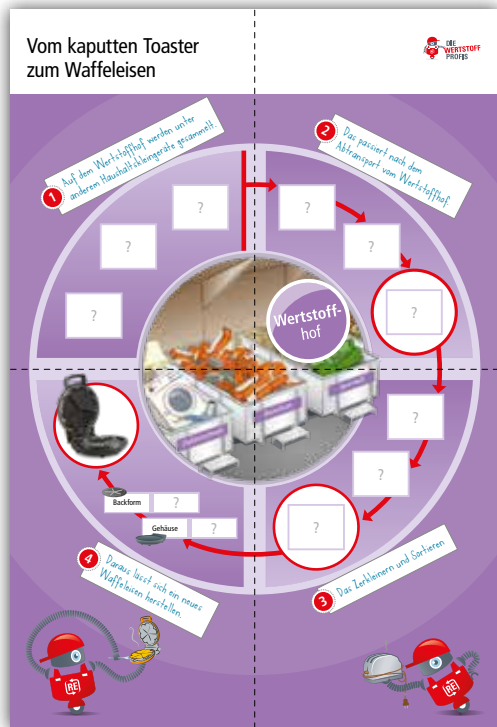 Vom kaputten Toaster
zum Waffeleisen
DIE
WERTSTOFF
PROFIS
1
Auf dem Wertstoffhof werden unter
anderem Haushaltskleingeräte gesammelt.
2
Das passiert nach dem
Abtransport vom Wertstoffhof
?
?
?
?
?
?
Wertstoff-
hof
?
?
?
Backform
?
Gehäuse
?
4
Daraus lässt sich ein neues
Waffeleisen herstellen.
3
Das Zerkleinern und Sortieren
RE
RE